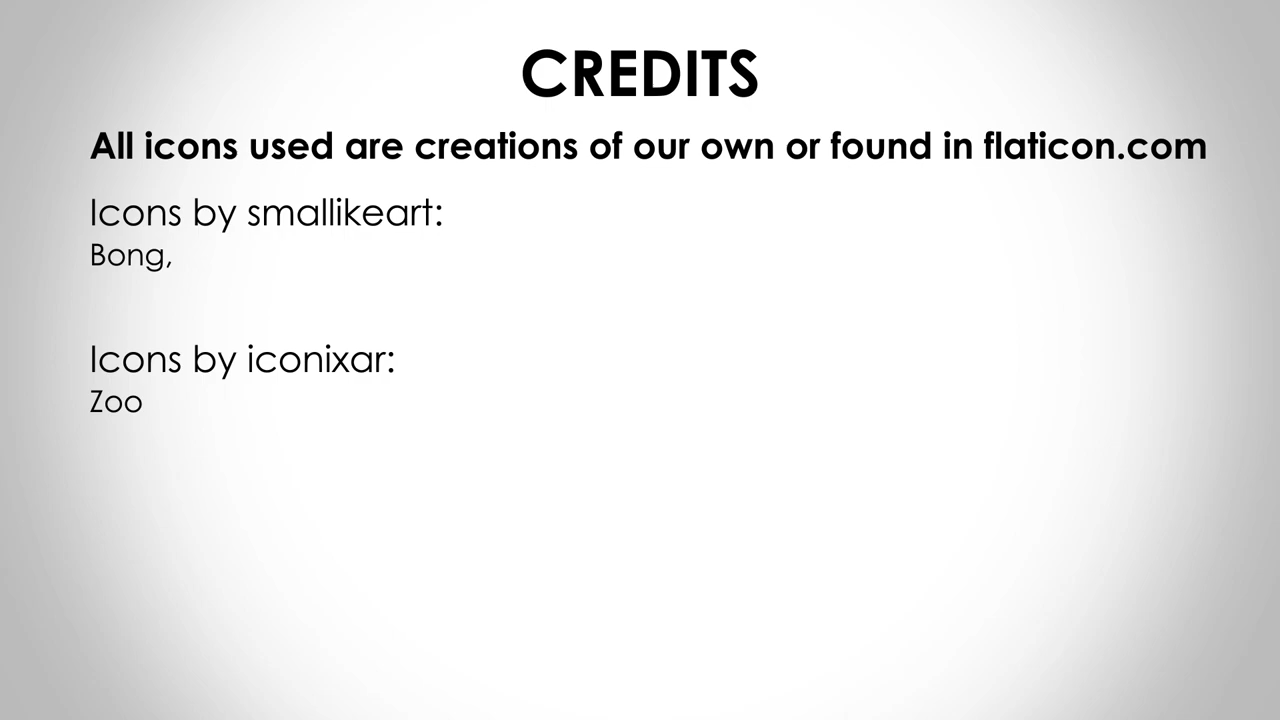 CREDITS
All icons used are creations of our own or found in flaticon.com
Icons by smallikeart:
Bong,
Icons by iconixar:
Zoo